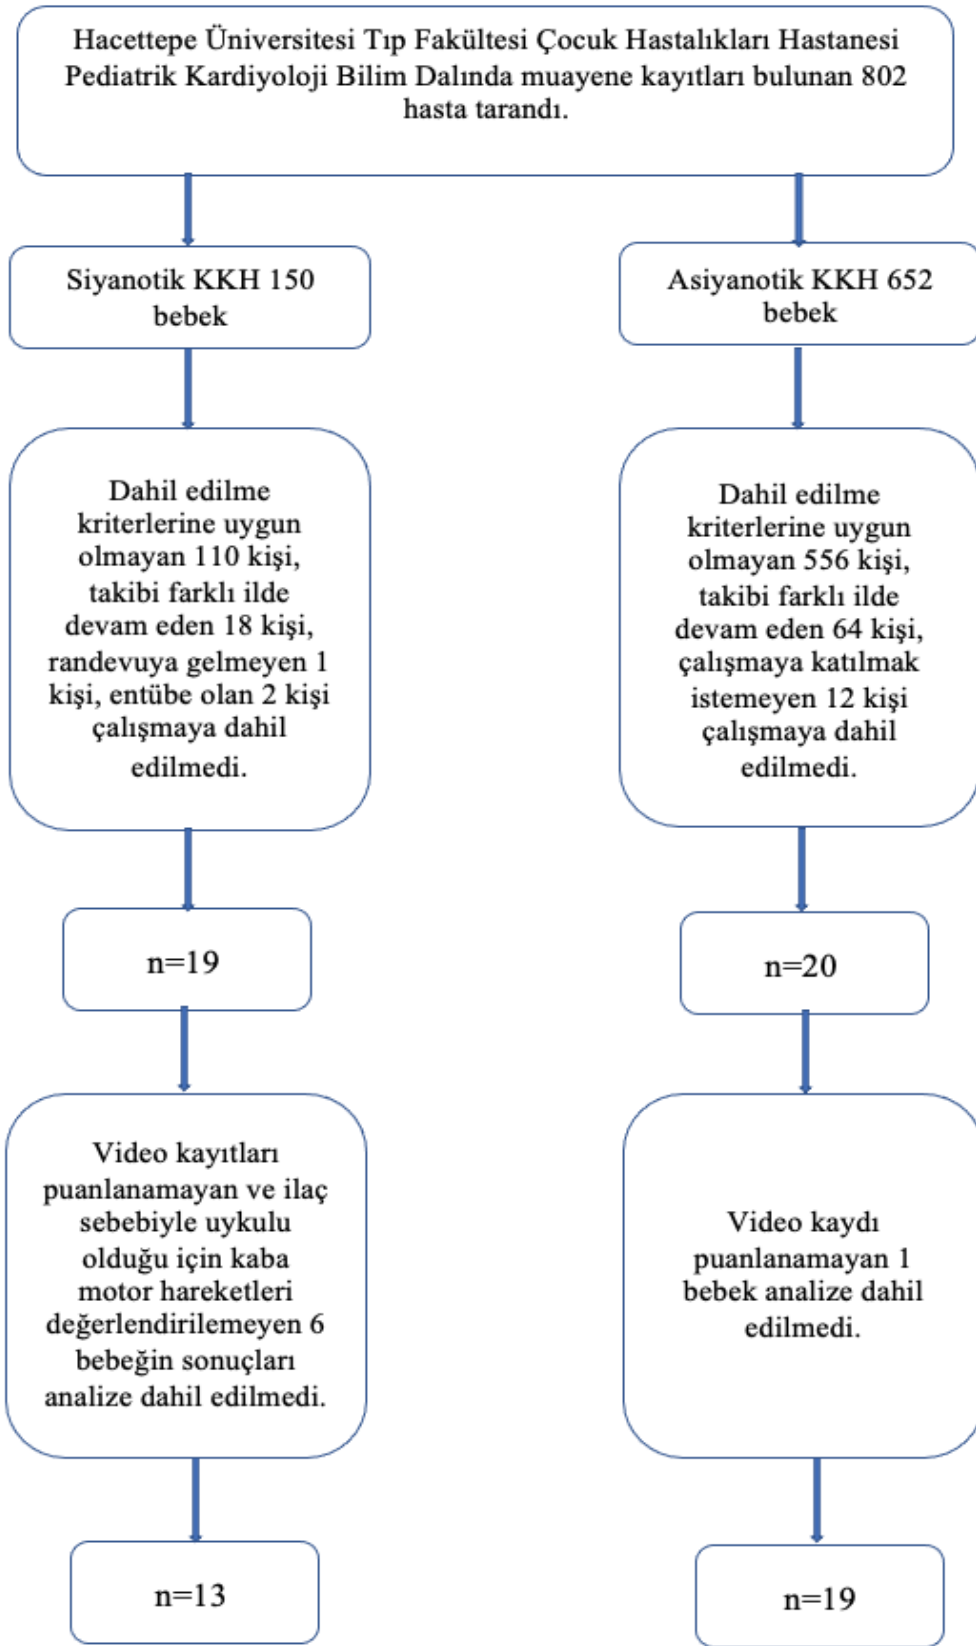 Hacettepe Üniversitesi Tıp Fakültesi Çocuk Hastalıkları Hastanesi
Pediatrik Kardiyoloji Bilim Dalında muayene kayıtları bulunan 802
hasta tarandı.
Siyanotik KKH 150
bebek
Asiyanotik KKH 652
bebek
Dahil edilme
kriterlerine uygun
olmayan 110 kişi,
takibi farklı ilde
devam eden 18 kişi,
randevuya gelmeyen 1
kişi, entübe olan 2 kişi
çalışmaya dahil
edilmedi.
Dahil edilme
kriterlerine uygun
olmayan 556 kişi,
takibi farklı ilde
devam eden 64 kişi,
çalışmaya katılmak
istemeyen 12 kişi
çalışmaya dahil
edilmedi.
n=19
n=20
Video kayıtları
puanlanamayan ve ilaç
sebebiyle uykulu
olduğu için kaba
motor hareketleri
değerlendirilemeyen 6
bebeğin sonuçları
analize dahil edilmedi.
Video kaydı
puanlanamayan 1
bebek analize dahil
edilmedi.
n=13
n=19